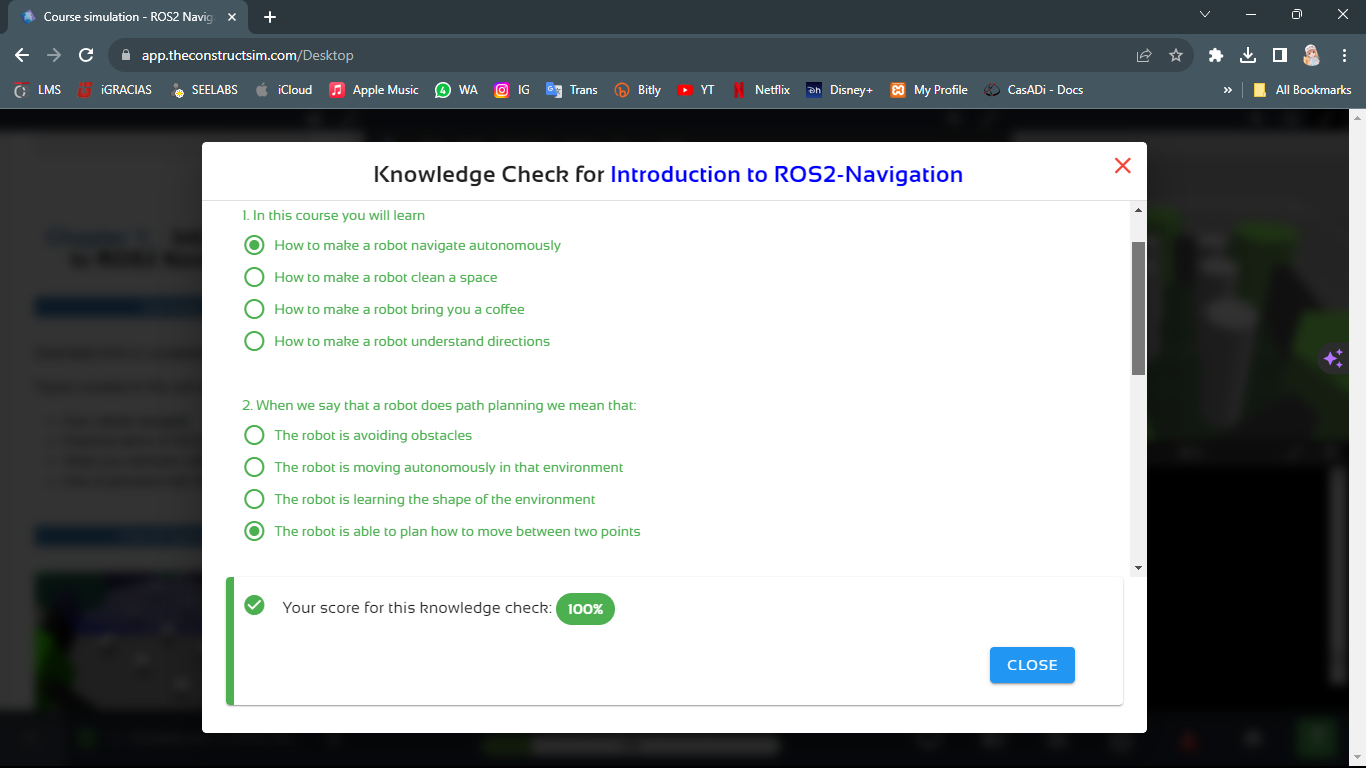 Course simulation - ROS2 Navig
app.theconstructsim.com/Desktop
LMS iGRACIAS SEELABS iCloud Apple Music WA IG Trans Bitly YT Netflix Disney+ My Profile CasADi - Docs » All Bookmarks
Knowledge Check for Introduction to ROS2-Navigation
1. In this course you will learn
How to make a robot navigate autonomously
How to make a robot clean a space
How to make a robot bring you a coffee
How to make a robot understand directions
2. When we say that a robot does path planning we mean that:
The robot is avoiding obstacles
The robot is moving autonomously in that environment
The robot is learning the shape of the environment
The robot is able to plan how to move between two points
Your score for this knowledge check: 100%
CLOSE